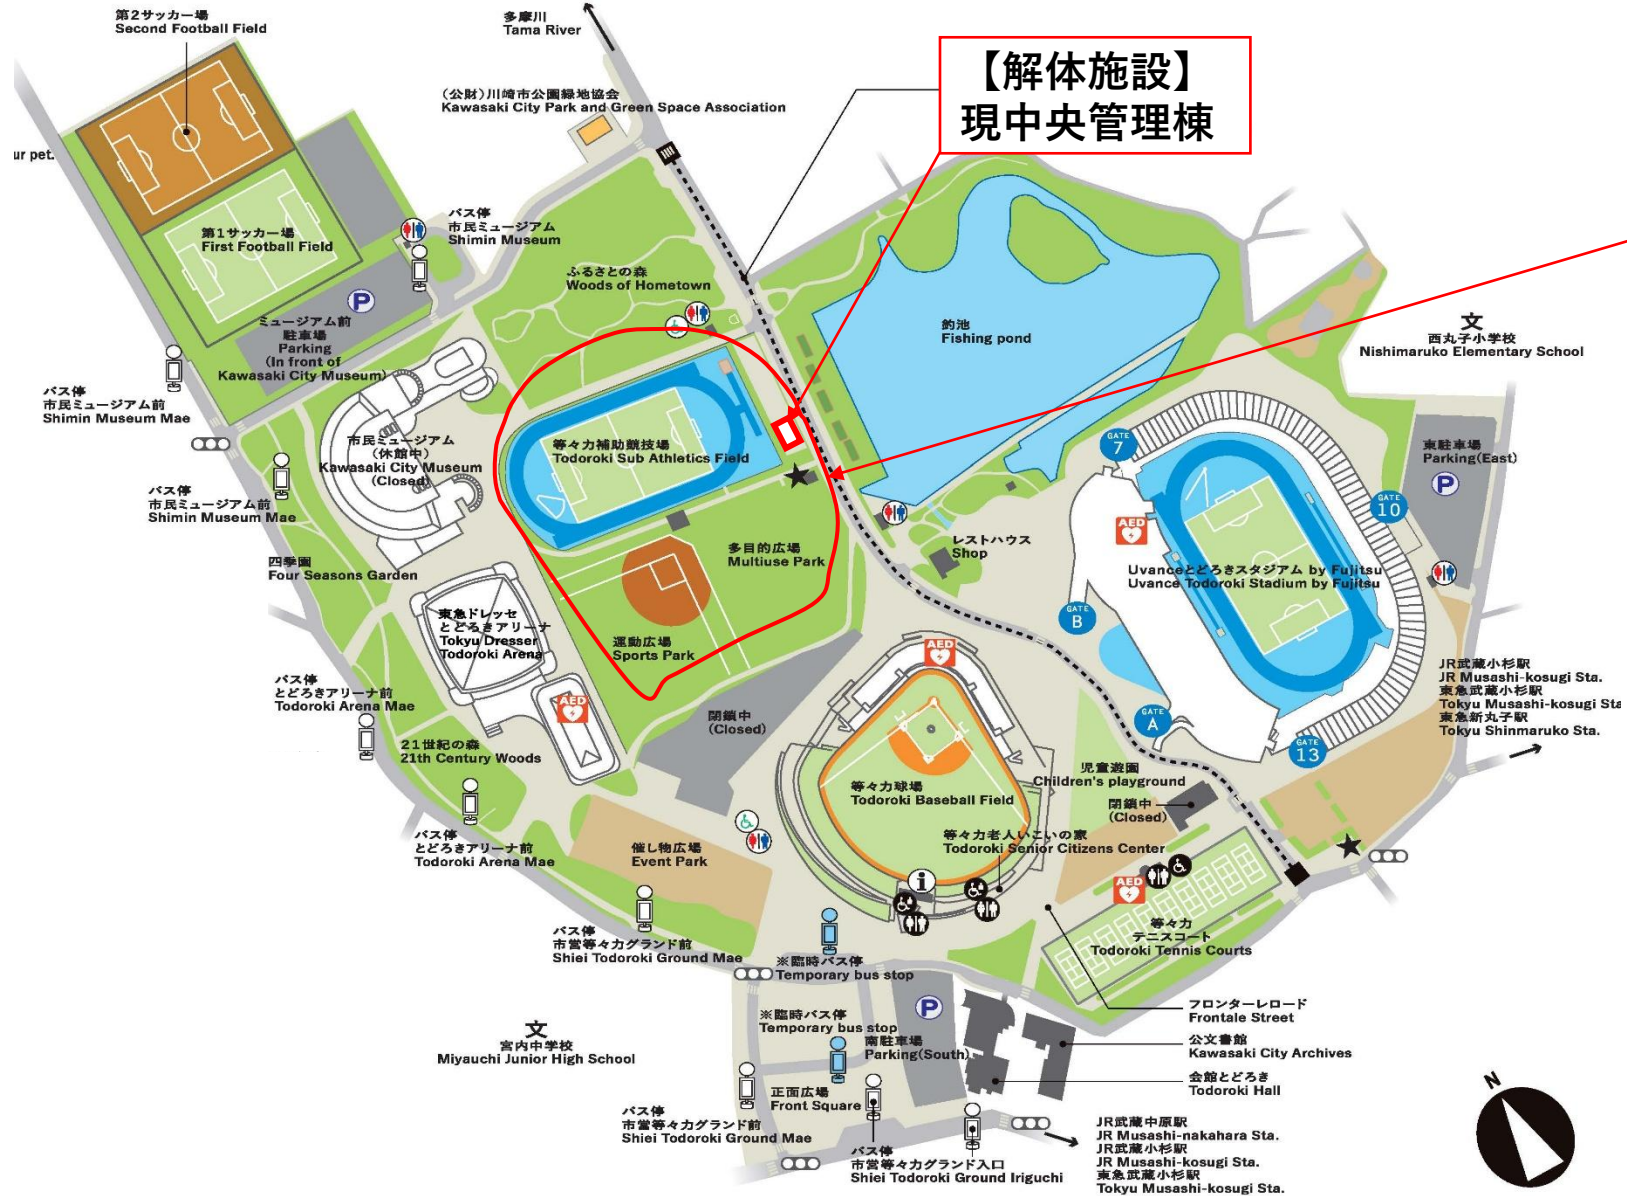 第2サッカー場
Second Football Field
多摩川
Tama River
【解体施設】
現中央管理棟
(公財)川崎市公園緑地協会
Kawasaki City Park and Green Space Association
ur pet.
バス停
市民ミュージアム
Shimin Museum
第1サッカー場
First Football Field
ふるさとの森
Woods of Hometown
P
ミュージアム前
駐車場
Parking
(In front of
Kawasaki City Museum)
釣池
Fishing pond
文
西丸子小学校
Nishimaruko Elementary School
バス停
市民ミュージアム前
Shimin Museum Mae
市民ミュージアム
(休館中)
Kawasaki City Museum
(Closed)
等々力補助競技場
Todoroki Sub Athletics Field
GATE
7
東駐車場
Parking(East)
P
GATE
10
バス停
市民ミュージアム前
Shimin Museum Mae
AED
四季園
Four Seasons Garden
多目的広場
Multiuse Park
レストハウス
Shop
Uvanceとどろきスタジアム by Fujitsu
Uvance Todoroki Stadium by Fujitsu
東急ドレッセ
とどろきアリーナ
Tokyu Dresser
Todoroki Arena
GATE
B
運動広場
Sports Park
AED
JR武蔵小杉駅
JR Musashi-kosugi Sta.
東急武蔵小杉駅
Tokyu Musashi-kosugi Sta
東急新丸子駅
Tokyu Shinmaruko Sta.
バス停
とどろきアリーナ前
Todoroki Arena Mae
AED
閉鎖中
(Closed)
GATE
A
GATE
13
21世紀の森
21th Century Woods
児童遊園
Children's playground
等々力球場
Todoroki Baseball Field
閉鎖中
(Closed)
バス停
とどろきアリーナ前
Todoroki Arena Mae
催し物広場
Event Park
等々力老人いこいの家
Todoroki Senior Citizens Center
i
AED
等々力
テニスコート
Todoroki Tennis Courts
バス停
市営等々力グランド前
Shiei Todoroki Ground Mae
※臨時バス停
Temporary bus stop
フロンターレロード
Frontale Street
P
※臨時バス停
Temporary bus stop
文
宮内中学校
Miyauchi Junior High School
南駐車場
Parking(South)
公文書館
Kawasaki City Archives
会館とどろき
Todoroki Hall
正面広場
Front Square
バス停
市営等々力グランド前
Shiei Todoroki Ground Mae
バス停
市営等々力グランド入口
Shiei Todoroki Ground Iriguchi
JR武蔵中原駅
JR Musashi-nakahara Sta.
JR武蔵小杉駅
JR Musashi-kosugi Sta.
東急武蔵小杉駅
Tokyu Musashi-kosugi Sta.
N